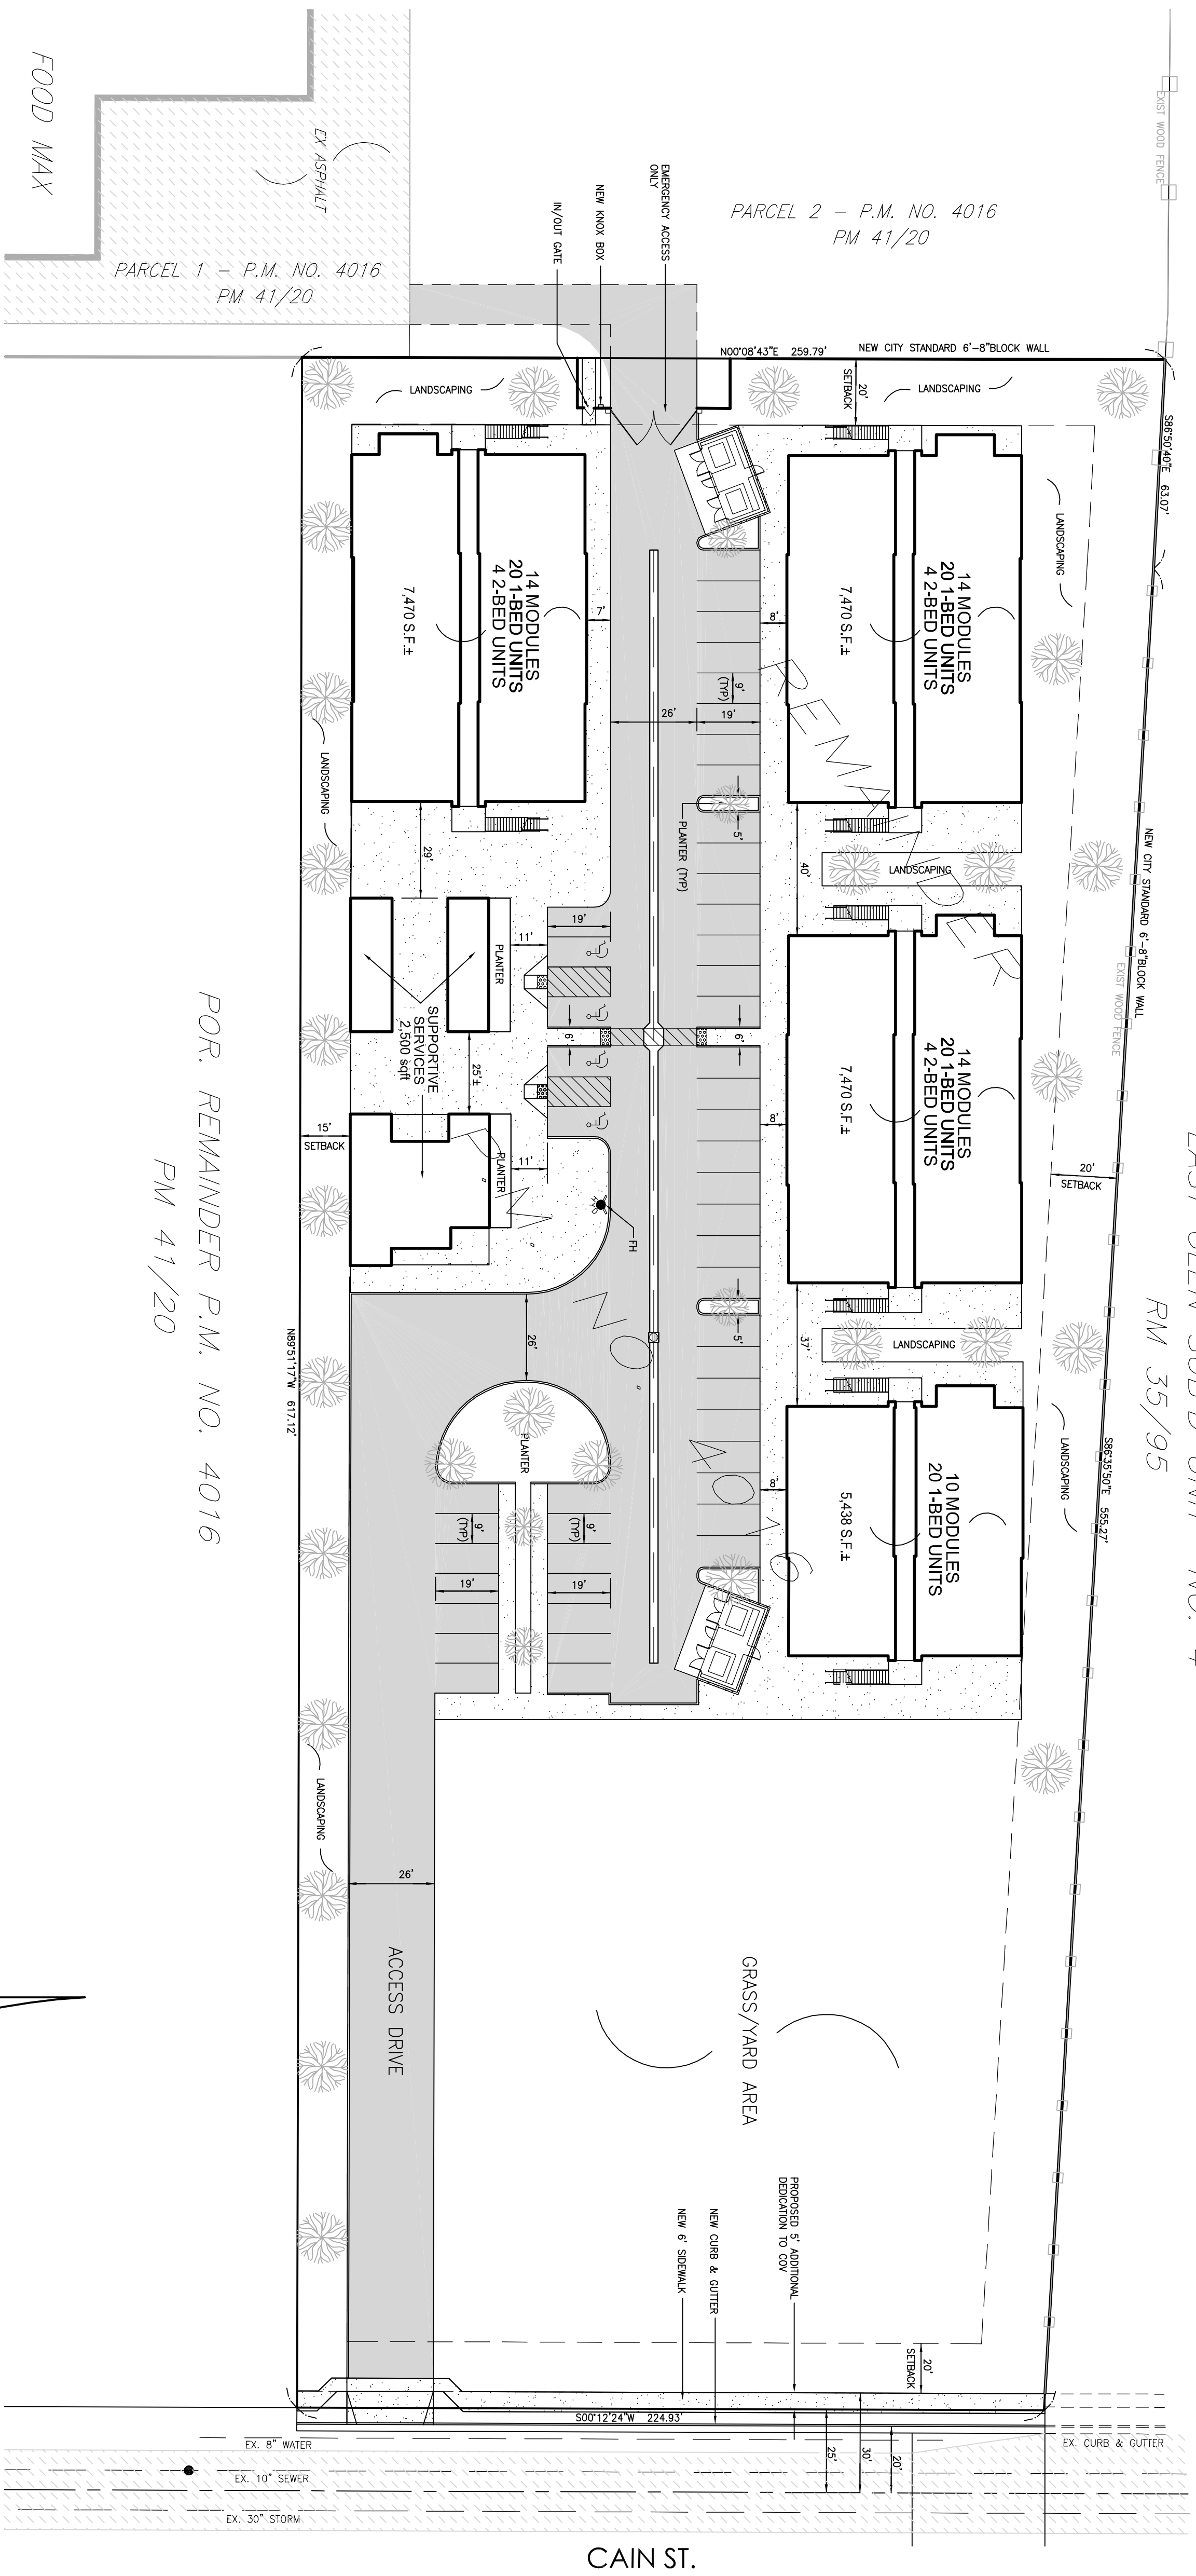 EXIST WOOD FENCE
FOOD MAX
EX ASPHALT
PARCEL 1 - P.M. NO. 4016
PM 41/20
PARCEL 2 - P.M. NO. 4016
PM 41/20
EMERGENCY ACCESS
ONLY
NEW KNOX BOX
IN/OUT GATE
N00°08'43"E 259.79'
NEW CITY STANDARD 6'-8"BLOCK WALL
20'
SETBACK
LANDSCAPING
LANDSCAPING
S86°50'40"E 63.07'
LANDSCAPING
14 MODULES
20 1-BED UNITS
4 2-BED UNITS
7,470 S.F.±
7'
14 MODULES
20 1-BED UNITS
4 2-BED UNITS
7,470 S.F.±
8'
9'
(TYP)
26'
19'
REMAINDER
LANDSCAPING
PLANTER (TYP)
5'
29'
40'
LANDSCAPING
NEW CITY STANDARD 6'-8"BLOCK WALL
EXIST WOOD FENCE
19'
11'
PLANTER
SUPPORTIVE
SERVICES
2,500 sqft
25'±
6'
6'
14 MODULES
20 1-BED UNITS
4 2-BED UNITS
7,470 S.F.±
8'
15'
SETBACK
PLANTER
11'
20'
SETBACK
FH
P.M. NO. 4016
POR. REMAINDER P.M. NO. 4016
PM 41/20
RM 35/95
26'
5'
37'
LANDSCAPING
N89°51'17"W 617.12'
PLANTER
8'
10 MODULES
20 1-BED UNITS
5,438 S.F.±
LANDSCAPING
S86°35'50"E 555.27'
9'
(TYP)
9'
(TYP)
19'
19'
LANDSCAPING
26'
ACCESS DRIVE
GRASS/YARD AREA
PROPOSED 5' ADDITIONAL
DEDICATION TO COV
NEW CURB & GUTTER
NEW 6' SIDEWALK
20'
SETBACK
S00°12'24"W 224.93'
25'
30'
20'
EX. CURB & GUTTER
EX. 8" WATER
EX. 10" SEWER
EX. 30" STORM
CAIN ST.